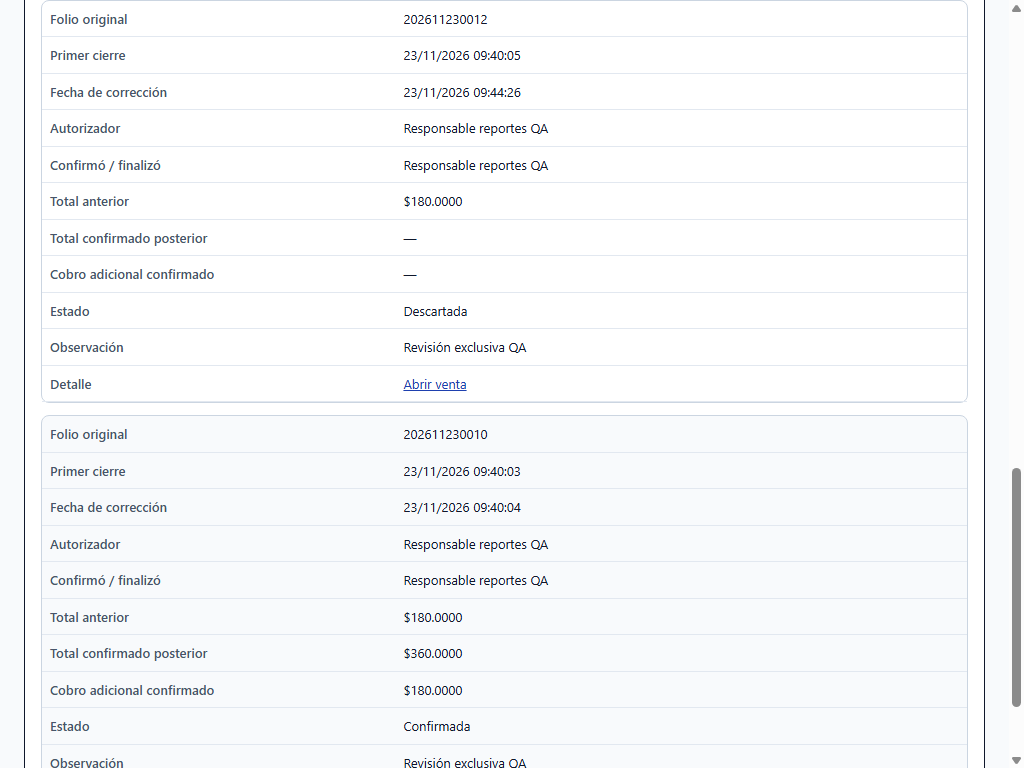 Folio original 202611230012
Primer cierre 23/11/2026 09:40:05
Fecha de corrección 23/11/2026 09:44:26
Autorizador Responsable reportes QA
Confirmó / finalizó Responsable reportes QA
Total anterior $180.0000
Total confirmado posterior —
Cobro adicional confirmado —
Estado Descartada
Observación Revisión exclusiva QA
Detalle Abrir venta
Folio original 202611230010
Primer cierre 23/11/2026 09:40:03
Fecha de corrección 23/11/2026 09:40:04
Autorizador Responsable reportes QA
Confirmó / finalizó Responsable reportes QA
Total anterior $180.0000
Total confirmado posterior $360.0000
Cobro adicional confirmado $180.0000
Estado Confirmada
Observación Revisión exclusiva QA